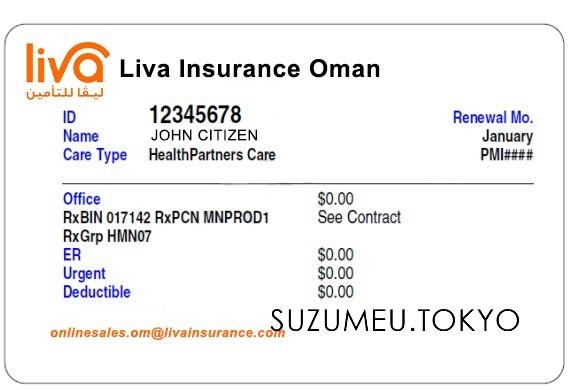 liva Liva Insurance Oman
ليڤا للتأمين
ID 12345678 Renewal Mo.
Name JOHN CITIZEN January
Care Type HealthPartners Care PMI####
Office $0.00
RxBIN 017142 RxPCN MNPROD1 See Contract
RxGrp HMN07
ER $0.00
Urgent $0.00
Deductible $0.00
SUZUMEU.TOKYO
onlinesales.om@livainsurance.com